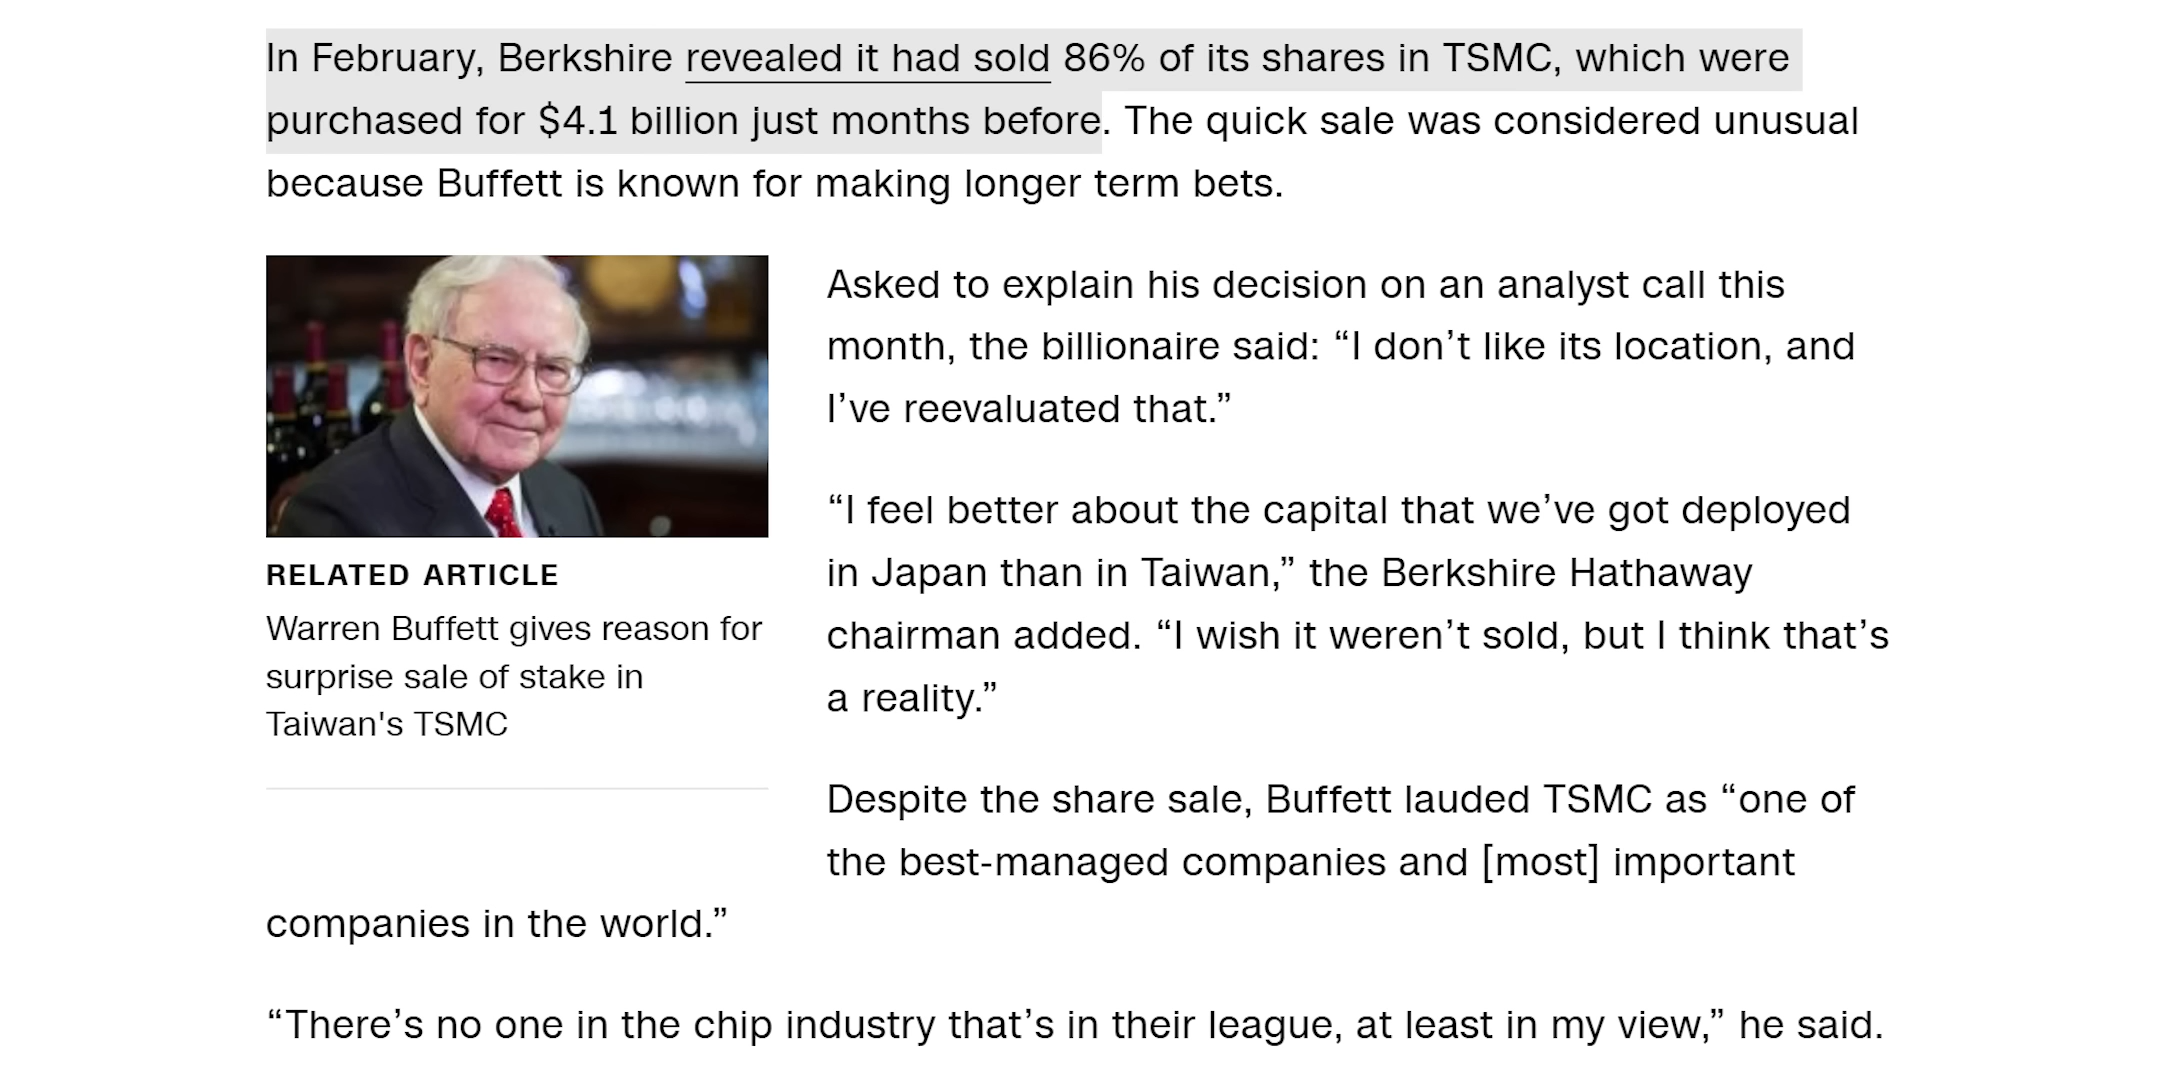 In February, Berkshire revealed it had sold 86% of its shares in TSMC, which were
purchased for $4.1 billion just months before. The quick sale was considered unusual
because Buffett is known for making longer term bets.
RELATED ARTICLE
Warren Buffett gives reason for
surprise sale of stake in
Taiwan's TSMC
Asked to explain his decision on an analyst call this
month, the billionaire said: “I don’t like its location, and
I’ve reevaluated that.”
“I feel better about the capital that we’ve got deployed
in Japan than in Taiwan,” the Berkshire Hathaway
chairman added. “I wish it weren’t sold, but I think that’s
a reality.”
Despite the share sale, Buffett lauded TSMC as “one of
the best-managed companies and [most] important
companies in the world.”
“There’s no one in the chip industry that’s in their league, at least in my view,” he said.